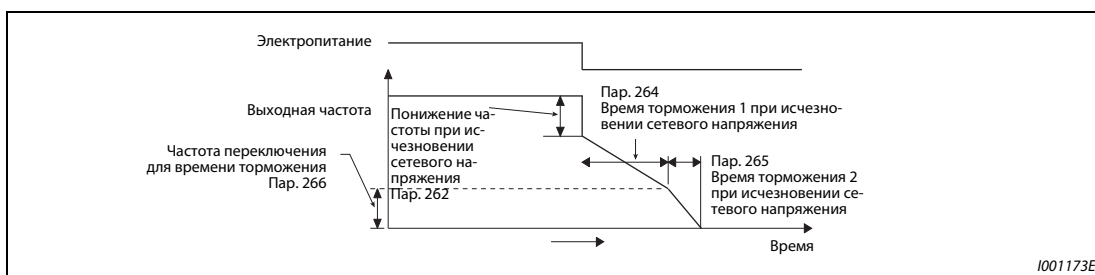 Электропитание
Выходная частота
Частота переключения
для времени торможения
Пар. 266
Понижение ча-
стоты при ис-
чезновении
сетевого на-
пряжения
Пар. 262
Пар. 264
Время торможения 1 при исчезно-
вении сетевого напряжения
Пар. 265
Время торможения 2
при исчезновении се-
тевого напряжения
Время
I001173E